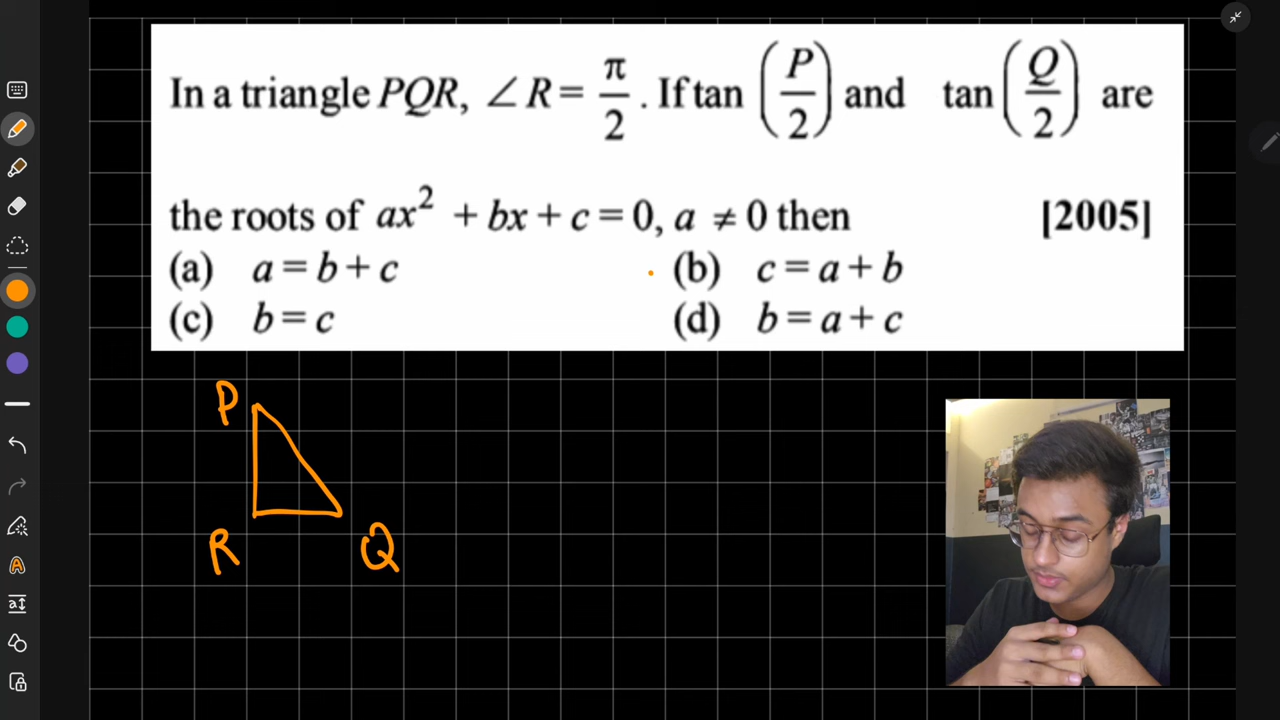 In a triangle PQR, ∠R = π/2 . If tan (P/2) and tan (Q/2) are
the roots of ax² + bx + c = 0, a ≠ 0 then [2005]
(a) a = b + c (b) c = a + b
(c) b = c (d) b = a + c
P
R Q